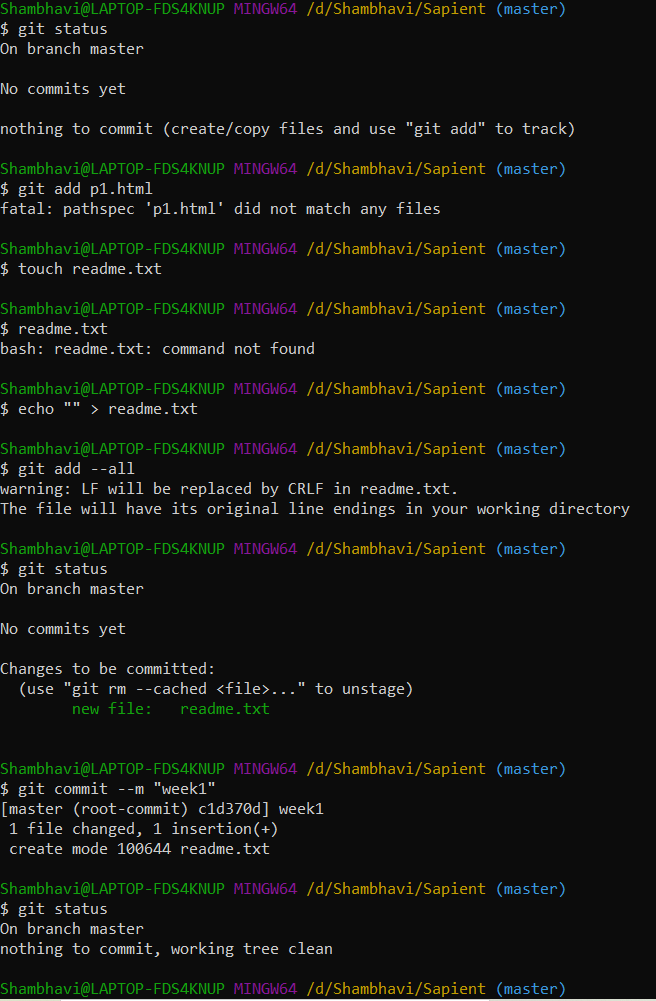 Shambhavi@LAPTOP-FDS4KNUP MINGW64 /d/Shambhavi/Sapient (master)
$ git status
On branch master
No commits yet
nothing to commit (create/copy files and use "git add" to track)
Shambhavi@LAPTOP-FDS4KNUP MINGW64 /d/Shambhavi/Sapient (master)
$ git add p1.html
fatal: pathspec 'p1.html' did not match any files
Shambhavi@LAPTOP-FDS4KNUP MINGW64 /d/Shambhavi/Sapient (master)
$ touch readme.txt
Shambhavi@LAPTOP-FDS4KNUP MINGW64 /d/Shambhavi/Sapient (master)
$ readme.txt
bash: readme.txt: command not found
Shambhavi@LAPTOP-FDS4KNUP MINGW64 /d/Shambhavi/Sapient (master)
$ echo "" > readme.txt
Shambhavi@LAPTOP-FDS4KNUP MINGW64 /d/Shambhavi/Sapient (master)
$ git add --all
warning: LF will be replaced by CRLF in readme.txt.
The file will have its original line endings in your working directory
Shambhavi@LAPTOP-FDS4KNUP MINGW64 /d/Shambhavi/Sapient (master)
$ git status
On branch master
No commits yet
Changes to be committed:
  (use "git rm --cached <file>..." to unstage)
        new file:   readme.txt
Shambhavi@LAPTOP-FDS4KNUP MINGW64 /d/Shambhavi/Sapient (master)
$ git commit --m "week1"
[master (root-commit) c1d370d] week1
 1 file changed, 1 insertion(+)
 create mode 100644 readme.txt
Shambhavi@LAPTOP-FDS4KNUP MINGW64 /d/Shambhavi/Sapient (master)
$ git status
On branch master
nothing to commit, working tree clean
Shambhavi@LAPTOP-FDS4KNUP MINGW64 /d/Shambhavi/Sapient (master)